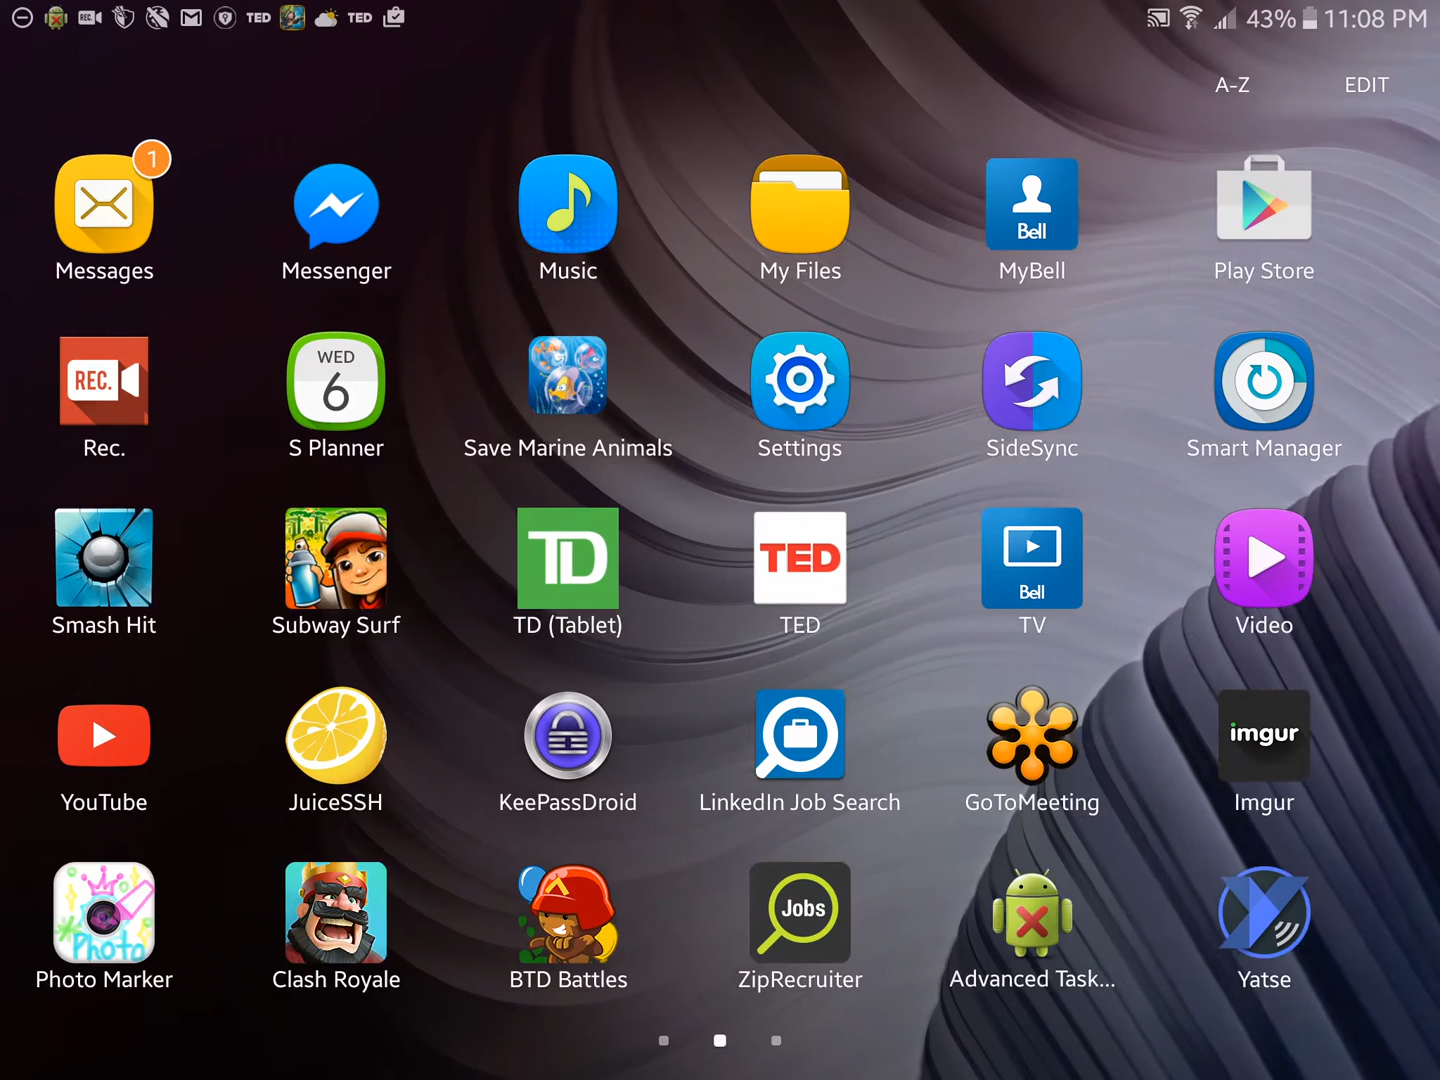 REC. TED TED 43% 11:08 PM
A-Z EDIT
1
Bell
Messages Messenger Music My Files MyBell Play Store
REC. WED
6
Rec. S Planner Save Marine Animals Settings SideSync Smart Manager
TD TED Bell
Smash Hit Subway Surf TD (Tablet) TED TV Video
imgur
YouTube JuiceSSH KeePassDroid LinkedIn Job Search GoToMeeting Imgur
Photo Jobs
Photo Marker Clash Royale BTD Battles ZipRecruiter Advanced Task... Yatse